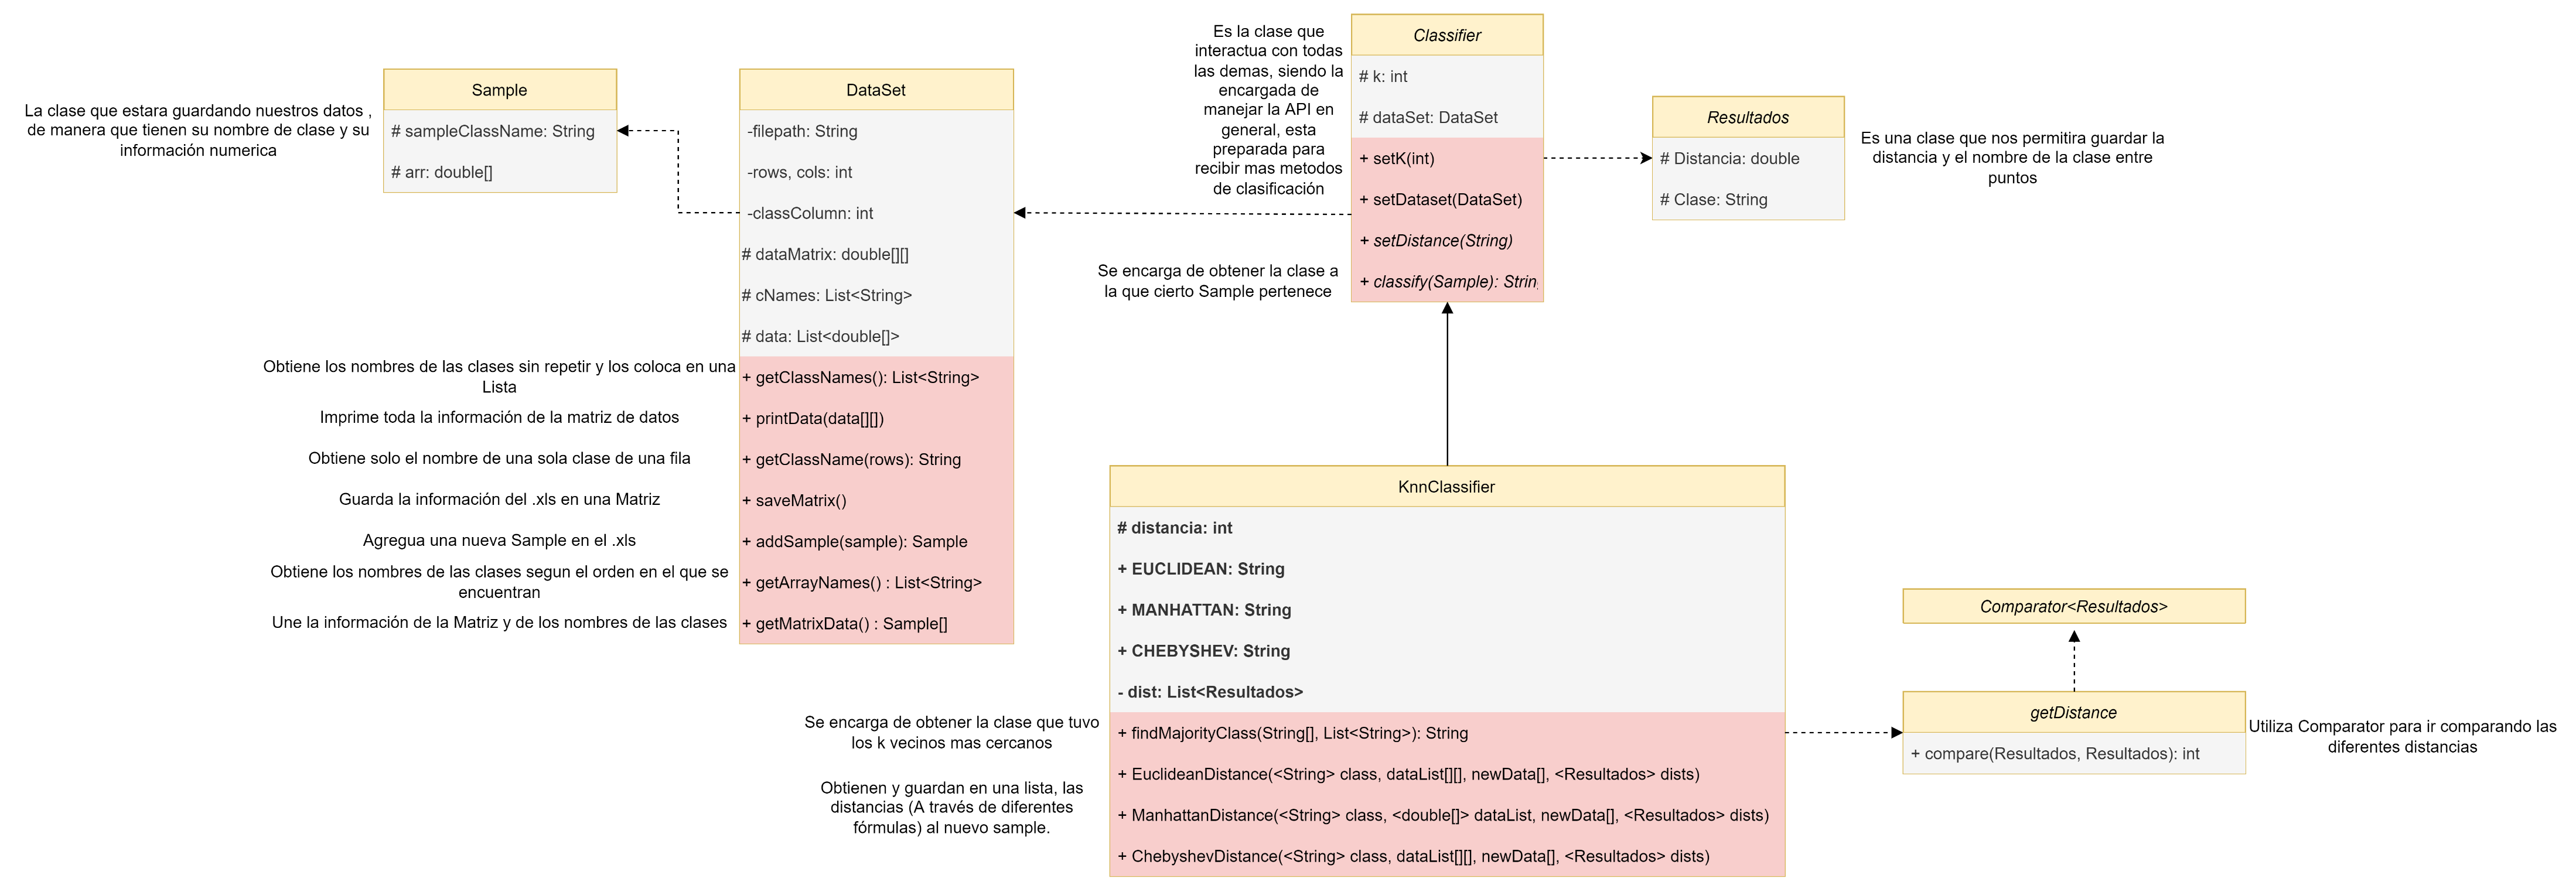 La clase que estara guardando nuestros datos ,
de manera que tienen su nombre de clase y su
información numerica
Sample
# sampleClassName: String
# arr: double[]
DataSet
-filepath: String
-rows, cols: int
-classColumn: int
# dataMatrix: double[][]
# cNames: List<String>
# data: List<double[]>
+ getClassNames(): List<String>
+ printData(data[][])
+ getClassName(rows): String
+ saveMatrix()
+ addSample(sample): Sample
+ getArrayNames() : List<String>
+ getMatrixData() : Sample[]
Obtiene los nombres de las clases sin repetir y los coloca en una
Lista
Imprime toda la información de la matriz de datos
Obtiene solo el nombre de una sola clase de una fila
Guarda la información del .xls en una Matriz
Agregua una nueva Sample en el .xls
Obtiene los nombres de las clases segun el orden en el que se
encuentran
Une la información de la Matriz y de los nombres de las clases
Es la clase que
interactua con todas
las demas, siendo la
encargada de
manejar la API en
general, esta
preparada para
recibir mas metodos
de clasificación
Se encarga de obtener la clase a
la que cierto Sample pertenece
Classifier
# k: int
# dataSet: DataSet
+ setK(int)
+ setDataset(DataSet)
+ setDistance(String)
+ classify(Sample): Strin
Resultados
# Distancia: double
# Clase: String
Es una clase que nos permitira guardar la
distancia y el nombre de la clase entre
puntos
KnnClassifier
# distancia: int
+ EUCLIDEAN: String
+ MANHATTAN: String
+ CHEBYSHEV: String
- dist: List<Resultados>
+ findMajorityClass(String[], List<String>): String
+ EuclideanDistance(<String> class, dataList[][], newData[], <Resultados> dists)
+ ManhattanDistance(<String> class, <double[]> dataList, newData[], <Resultados> dists)
+ ChebyshevDistance(<String> class, dataList[][], newData[], <Resultados> dists)
Se encarga de obtener la clase que tuvo
los k vecinos mas cercanos
Obtienen y guardan en una lista, las
distancias (A través de diferentes
fórmulas) al nuevo sample.
Comparator<Resultados>
getDistance
+ compare(Resultados, Resultados): int
Utiliza Comparator para ir comparando las
diferentes distancias